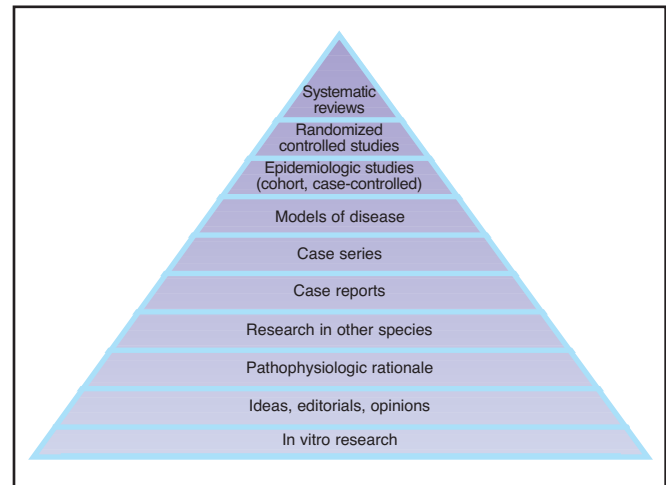 Systematic
reviews
Randomized
controlled studies
Epidemiologic studies
(cohort, case-controlled)
Models of disease
Case series
Case reports
Research in other species
Pathophysiologic rationale
Ideas, editorials, opinions
In vitro research